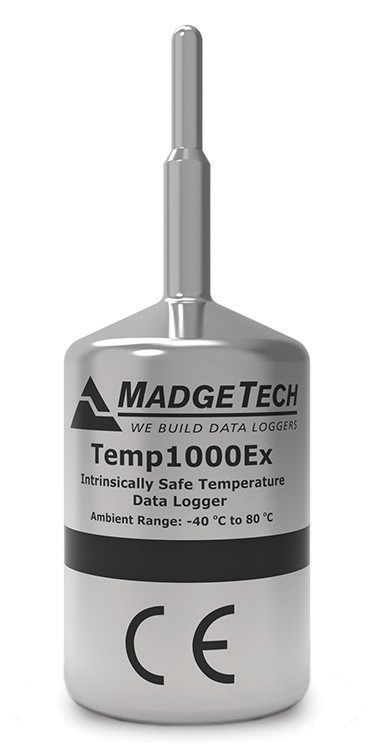 MADGETECH
WE BUILD DATA LOGGERS
Temp1000Ex
Intrinsically Safe Temperature
Data Logger
Ambient Range: -40 °C to 80 °C
CE